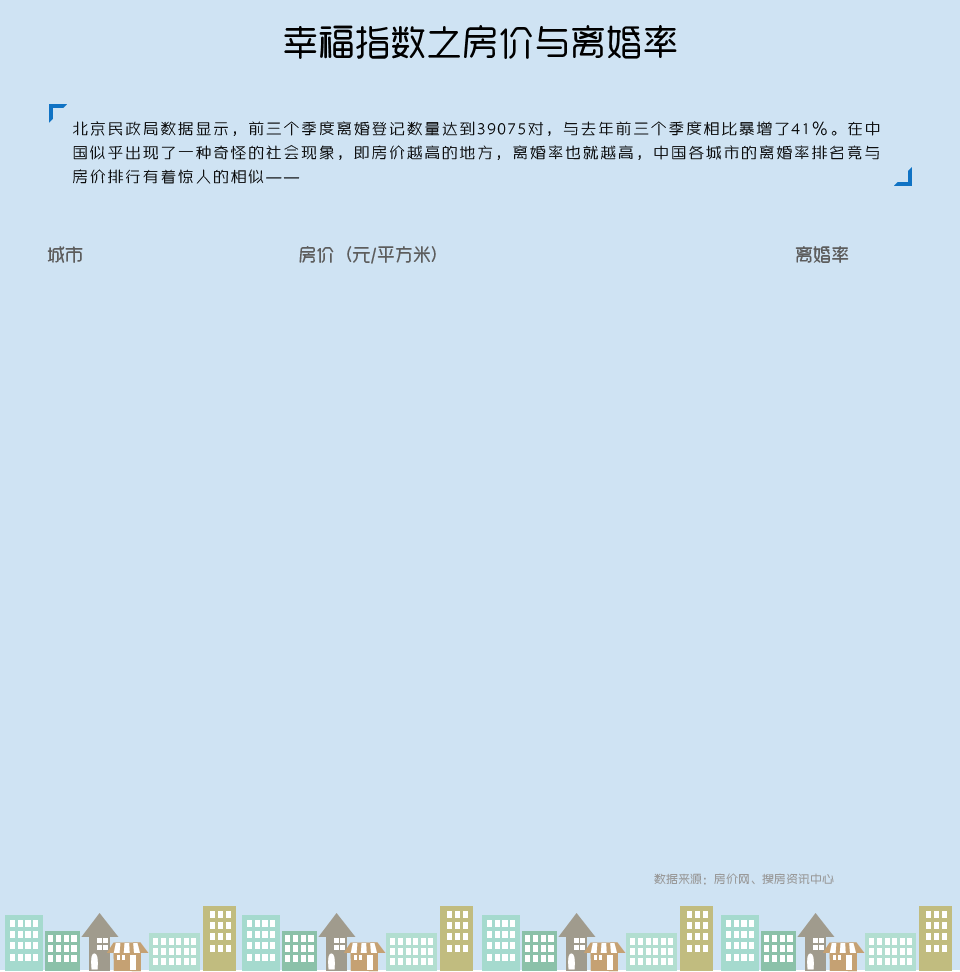 幸福指数之房价与离婚率
北京民政局数据显示，前三个季度离婚登记数量达到39075对，与去年前三个季度相比暴增了41%。在中
国似乎出现了一种奇怪的社会现象，即房价越高的地方，离婚率也就越高，中国各城市的离婚率排名竟与
房价排行有着惊人的相似——
城市 房价（元/平方米） 离婚率
数据来源：房价网、搜房资讯中心